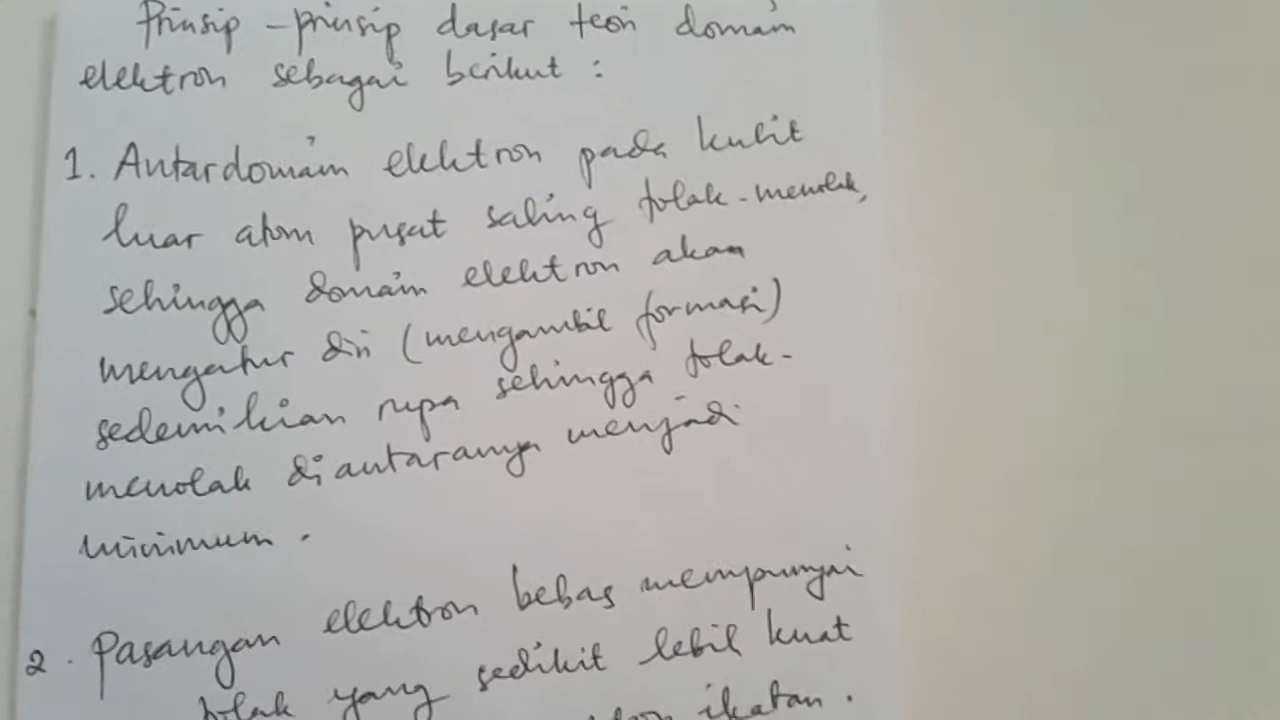 Prinsip-prinsip dasar teori domain
elektron sebagai berikut :
1. Antardomain elektron pada kulit
luar atom pusat saling tolak-menolak,
sehingga domain elektron akan
mengatur diri (mengambil formasi)
sedemikian rupa sehingga tolak-
menolak diantaranya menjadi
minimum.
2. Pasangan elektron bebas mempunyai
tolak yang sedikit lebih kuat
ikatan.